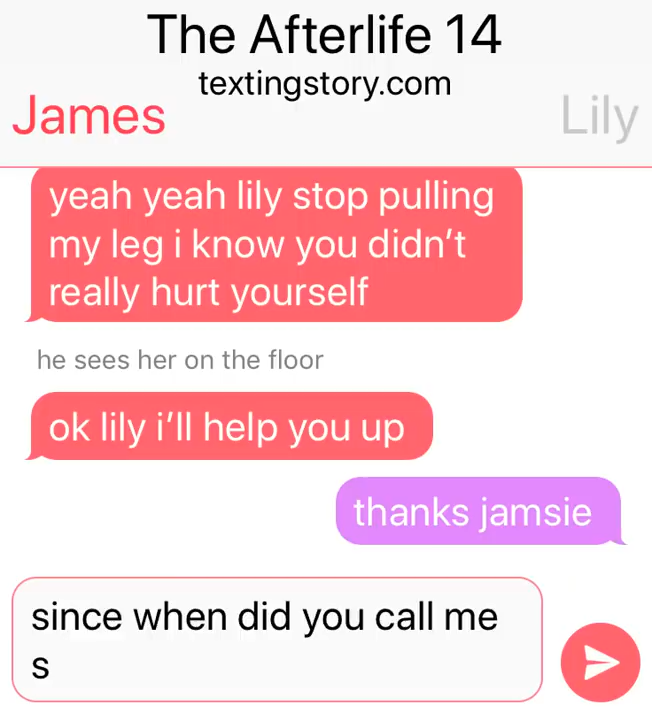 The Afterlife 14
textingstory.com
James
Lily
yeah yeah lily stop pulling
my leg i know you didn’t
really hurt yourself
he sees her on the floor
ok lily i’ll help you up
thanks jamsie
since when did you call me
s